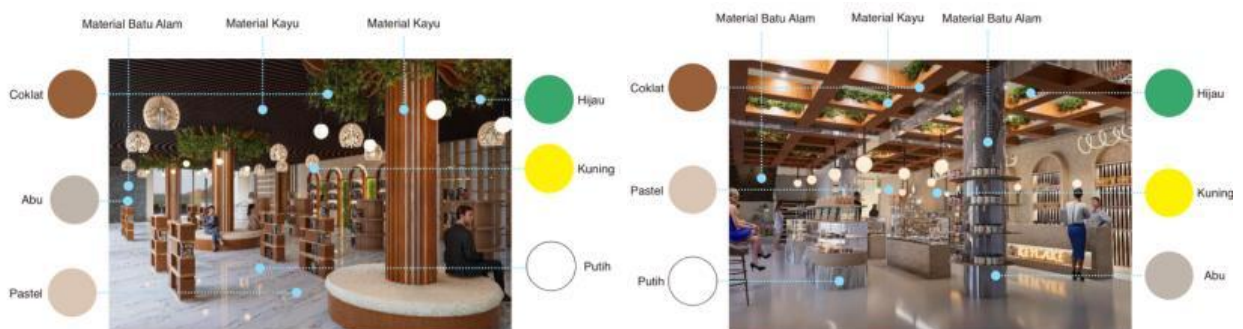 Material Batu Alam
Material Kayu
Material Kayu
Coklat
Hijau
Kuning
Abu
Putih
Pastel
Material Batu Alam
Material Kayu
Material Batu Alam
Coklat
Hijau
Pastel
Kuning
Putih
Abu